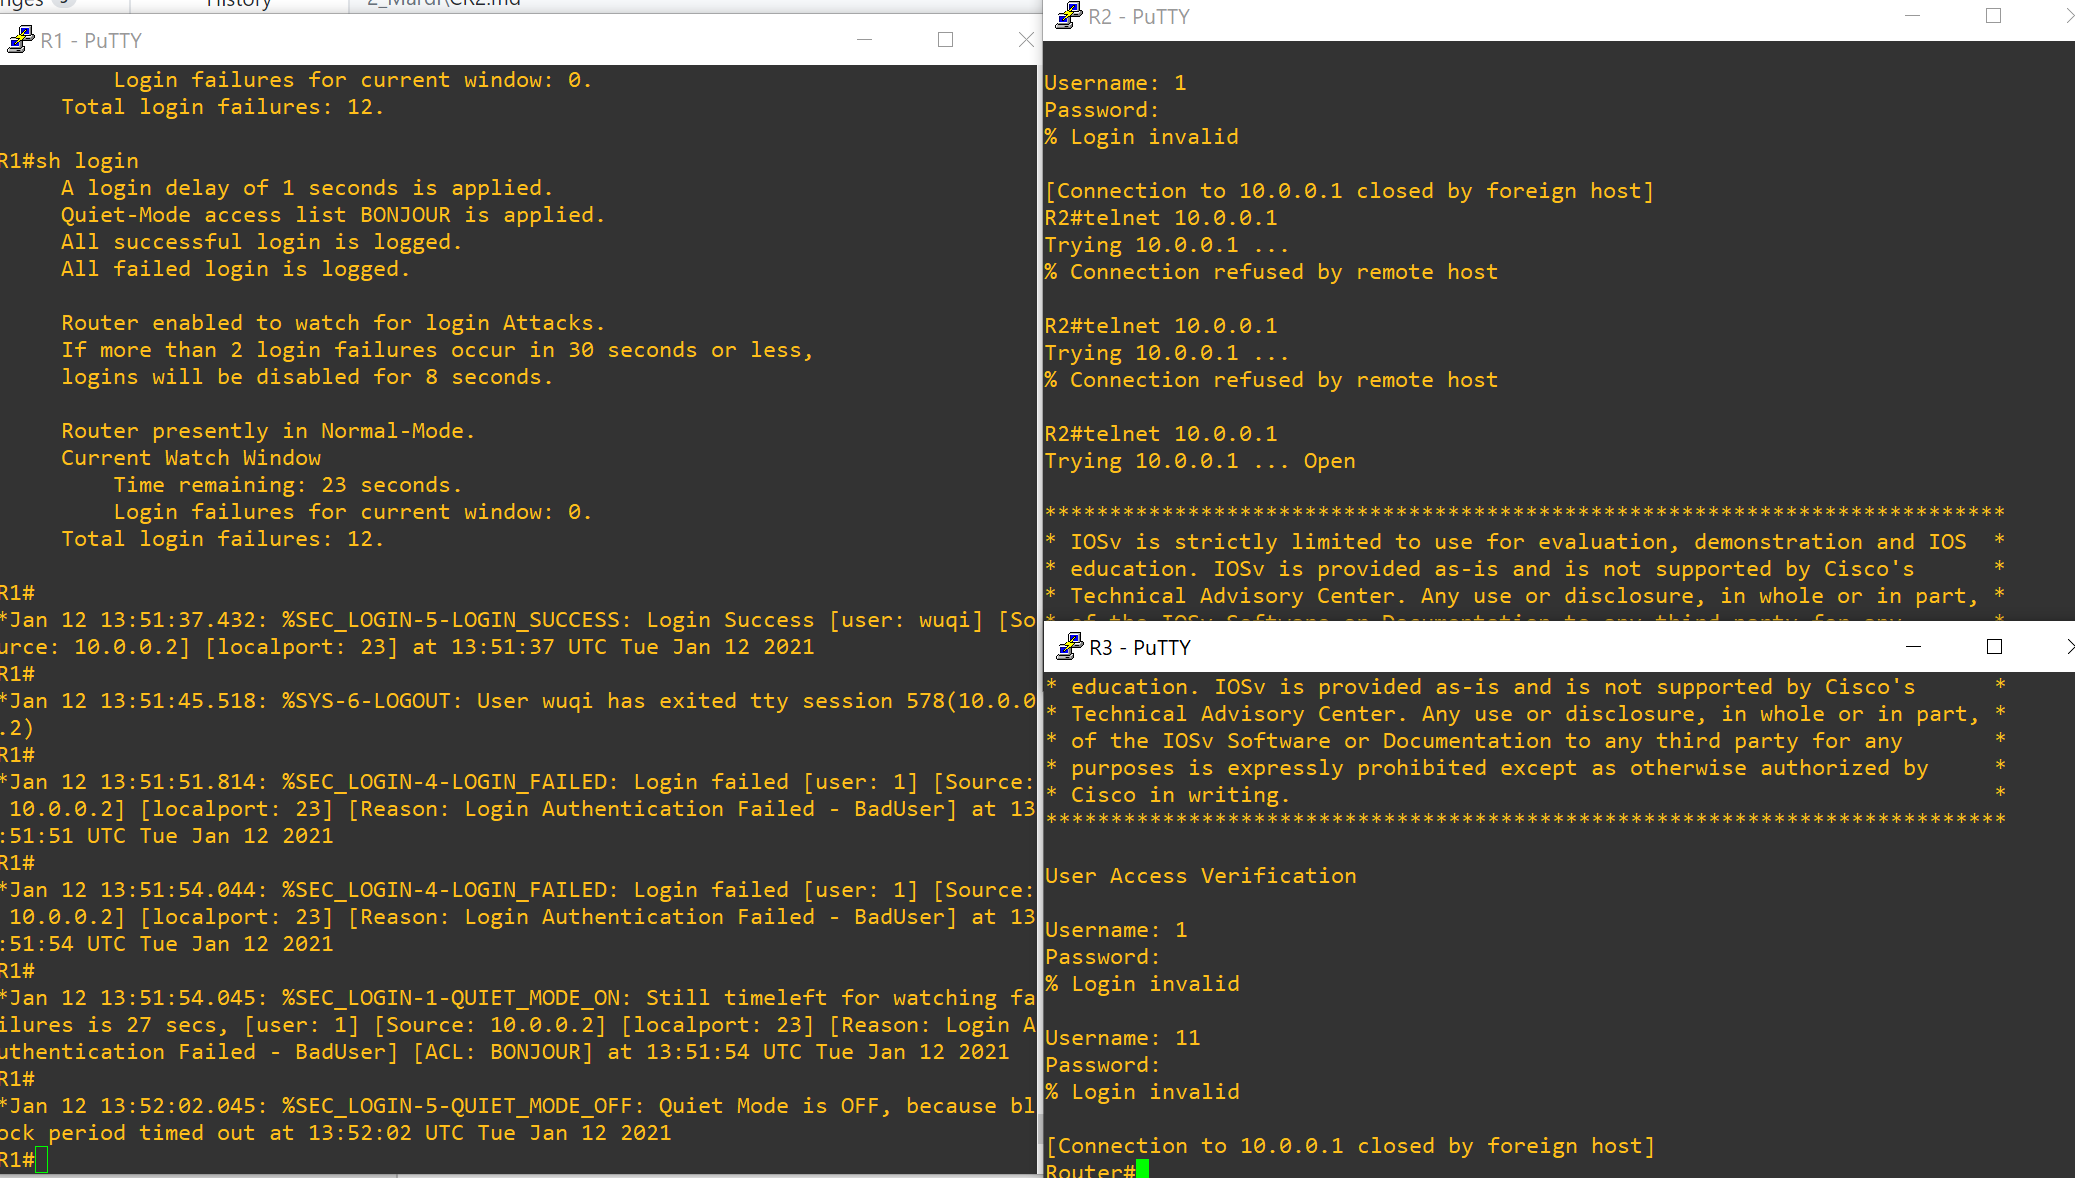 History
R1 - PuTTY
Login failures for current window: 0.
Total login failures: 12.
R1#sh login
A login delay of 1 seconds is applied.
Quiet-Mode access list BONJOUR is applied.
All successful login is logged.
All failed login is logged.
Router enabled to watch for login Attacks.
If more than 2 login failures occur in 30 seconds or less,
logins will be disabled for 8 seconds.
Router presently in Normal-Mode.
Current Watch Window
Time remaining: 23 seconds.
Login failures for current window: 0.
Total login failures: 12.
R1#
*Jan 12 13:51:37.432: %SEC_LOGIN-5-LOGIN_SUCCESS: Login Success [user: wuqi] [So
urce: 10.0.0.2] [localport: 23] at 13:51:37 UTC Tue Jan 12 2021
R1#
*Jan 12 13:51:45.518: %SYS-6-LOGOUT: User wuqi has exited tty session 578(10.0.0
.2)
R1#
*Jan 12 13:51:51.814: %SEC_LOGIN-4-LOGIN_FAILED: Login failed [user: 1] [Source:
10.0.0.2] [localport: 23] [Reason: Login Authentication Failed - BadUser] at 13
:51:51 UTC Tue Jan 12 2021
R1#
*Jan 12 13:51:54.044: %SEC_LOGIN-4-LOGIN_FAILED: Login failed [user: 1] [Source:
10.0.0.2] [localport: 23] [Reason: Login Authentication Failed - BadUser] at 13
:51:54 UTC Tue Jan 12 2021
R1#
*Jan 12 13:51:54.045: %SEC_LOGIN-1-QUIET_MODE_ON: Still timeleft for watching fa
ilures is 27 secs, [user: 1] [Source: 10.0.0.2] [localport: 23] [Reason: Login A
uthentication Failed - BadUser] [ACL: BONJOUR] at 13:51:54 UTC Tue Jan 12 2021
R1#
*Jan 12 13:52:02.045: %SEC_LOGIN-5-QUIET_MODE_OFF: Quiet Mode is OFF, because bl
ock period timed out at 13:52:02 UTC Tue Jan 12 2021
R1#
R2 - PuTTY
Username: 1
Password:
% Login invalid
[Connection to 10.0.0.1 closed by foreign host]
R2#telnet 10.0.0.1
Trying 10.0.0.1 ...
% Connection refused by remote host
R2#telnet 10.0.0.1
Trying 10.0.0.1 ...
% Connection refused by remote host
R2#telnet 10.0.0.1
Trying 10.0.0.1 ... Open
**************************************************************************
* IOSv is strictly limited to use for evaluation, demonstration and IOS  *
* education. IOSv is provided as-is and is not supported by Cisco's      *
* Technical Advisory Center. Any use or disclosure, in whole or in part, *
* of the IOSv Software or Documentation to any third party for any       *
R3 - PuTTY
* education. IOSv is provided as-is and is not supported by Cisco's      *
* Technical Advisory Center. Any use or disclosure, in whole or in part, *
* of the IOSv Software or Documentation to any third party for any       *
* purposes is expressly prohibited except as otherwise authorized by     *
* Cisco in writing.                                                      *
**************************************************************************
User Access Verification
Username: 1
Password:
% Login invalid
Username: 11
Password:
% Login invalid
[Connection to 10.0.0.1 closed by foreign host]
Router#